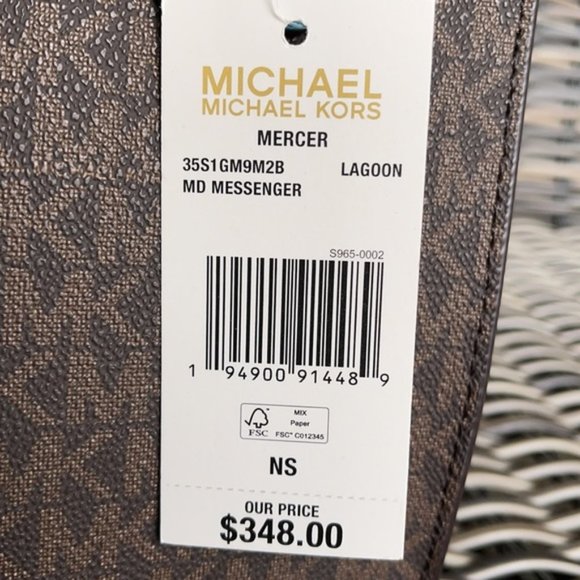 MICHAEL
MICHAEL KORS
MERCER
35S1GM9M2B LAGOON
MD MESSENGER
S965-0002
1 94900 91448 9
FSC
MIX
Paper
FSC® C012345
NS
OUR PRICE
$348.00